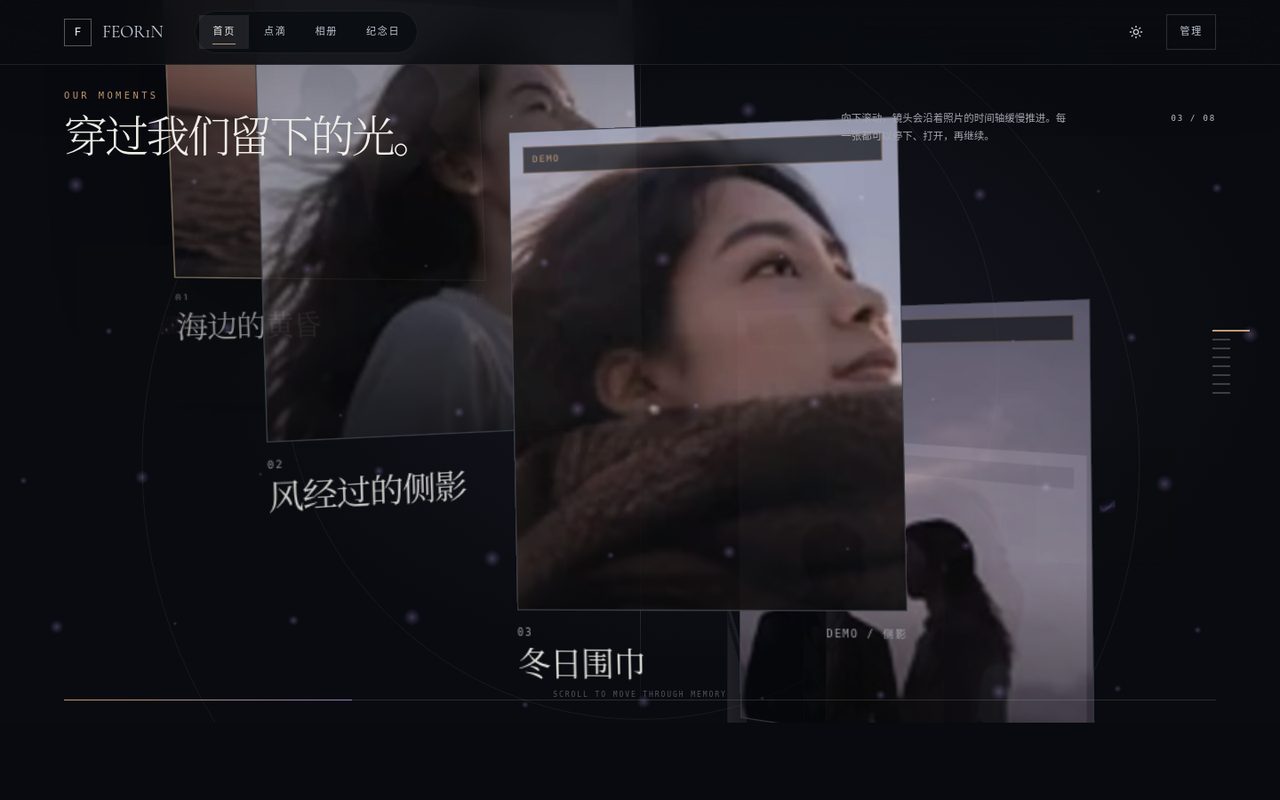 F FEORıN 首页 点滴 相册 纪念日 管理
OUR MOMENTS
穿过我们留下的光。
向下滚动，镜头会沿着照片的时间轴缓慢推进。每
一张都可以停下、打开，再继续。
03 / 08
DEMO
01
海边的黄昏
02
风经过的侧影
03
冬日围巾
DEMO / 侧影
SCROLL TO MOVE THROUGH MEMORY